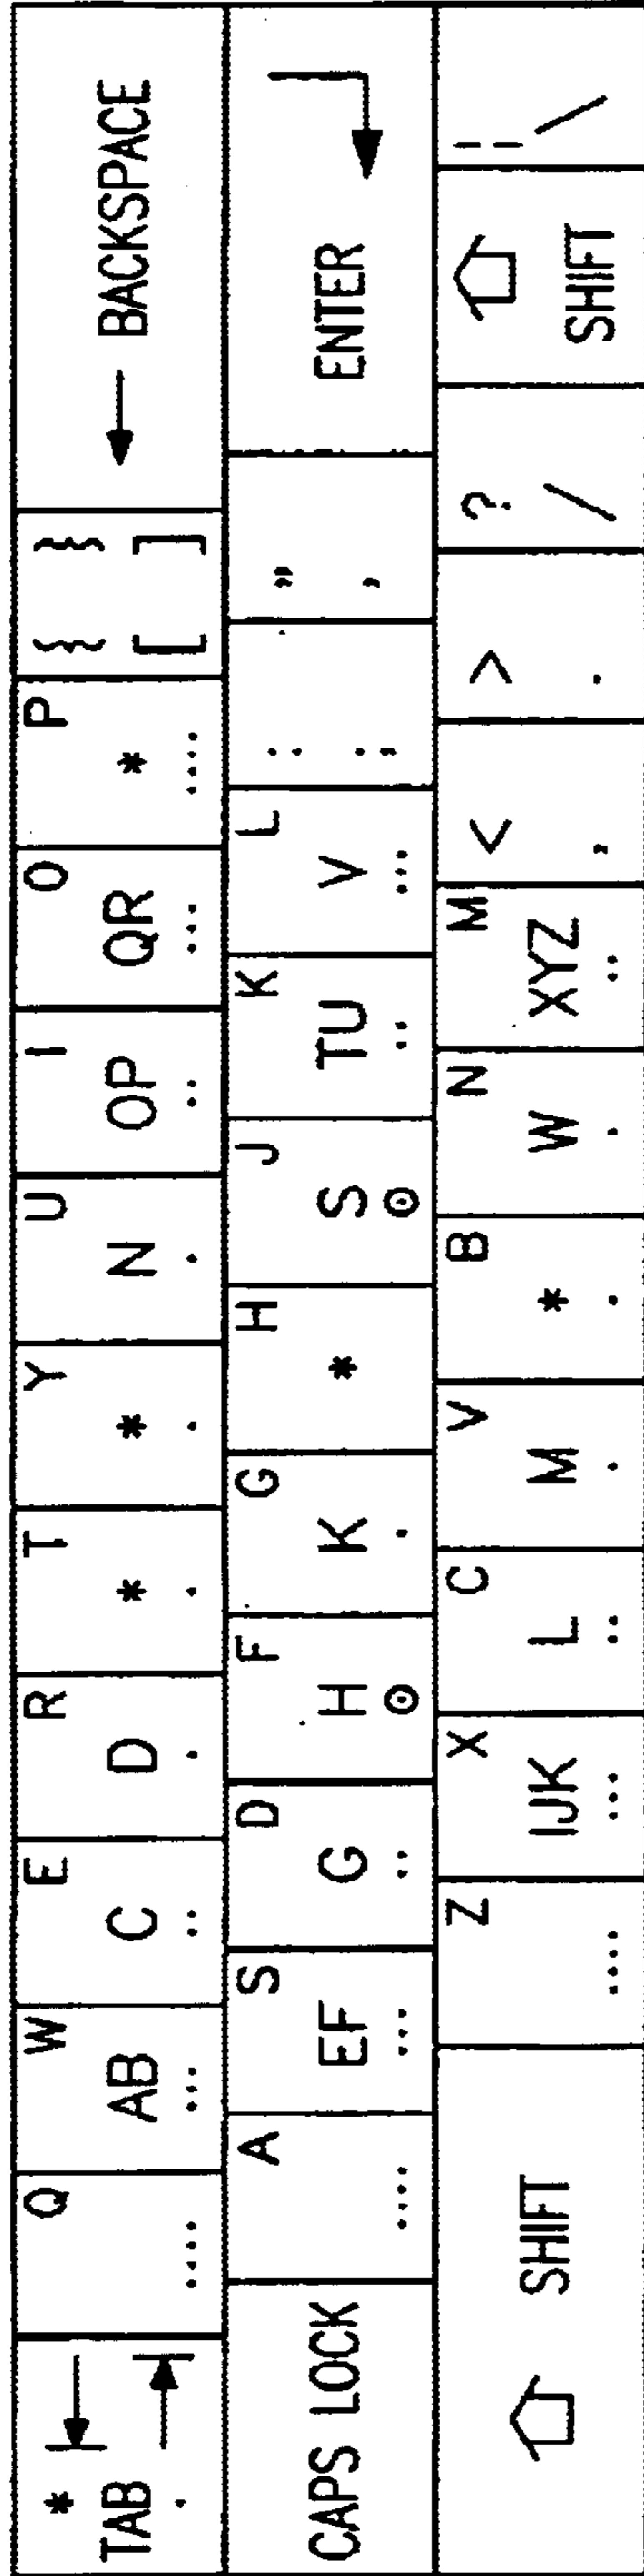 * Q W E R T Y U I O P { }
TAB AB C D * * N OP QR * [ ] ← BACKSPACE
. .... ... .. . . . . .. ... ....
A S D F G H J K L : "
CAPS LOCK EF G H K * S TU V ; , ENTER
.... ... .. ⊙ . ⊙ .. ...
Z X C V B N M < > ? ¦
SHIFT IJK L M * W XYZ , . / SHIFT \
.... ... .. . . . ..